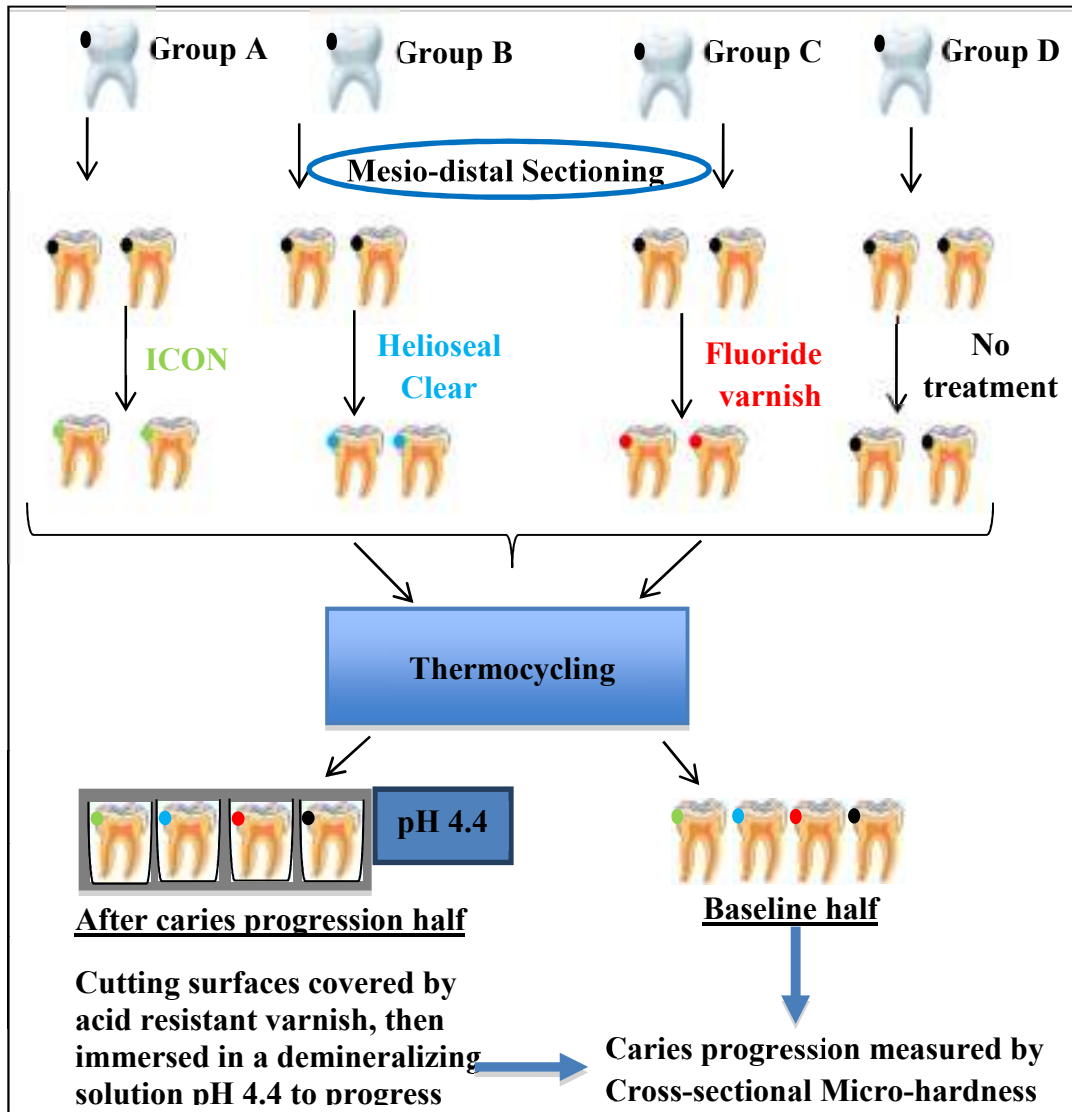 Group A
Group B
Group C
Group D
Mesio-distal Sectioning
ICON
Helioseal
Clear
Fluoride
varnish
No
treatment
Thermocycling
pH 4.4
After caries progression half
Baseline half
Cutting surfaces covered by
acid resistant varnish, then
immersed in a demineralizing
solution pH 4.4 to progress
Caries progression measured by
Cross-sectional Micro-hardness